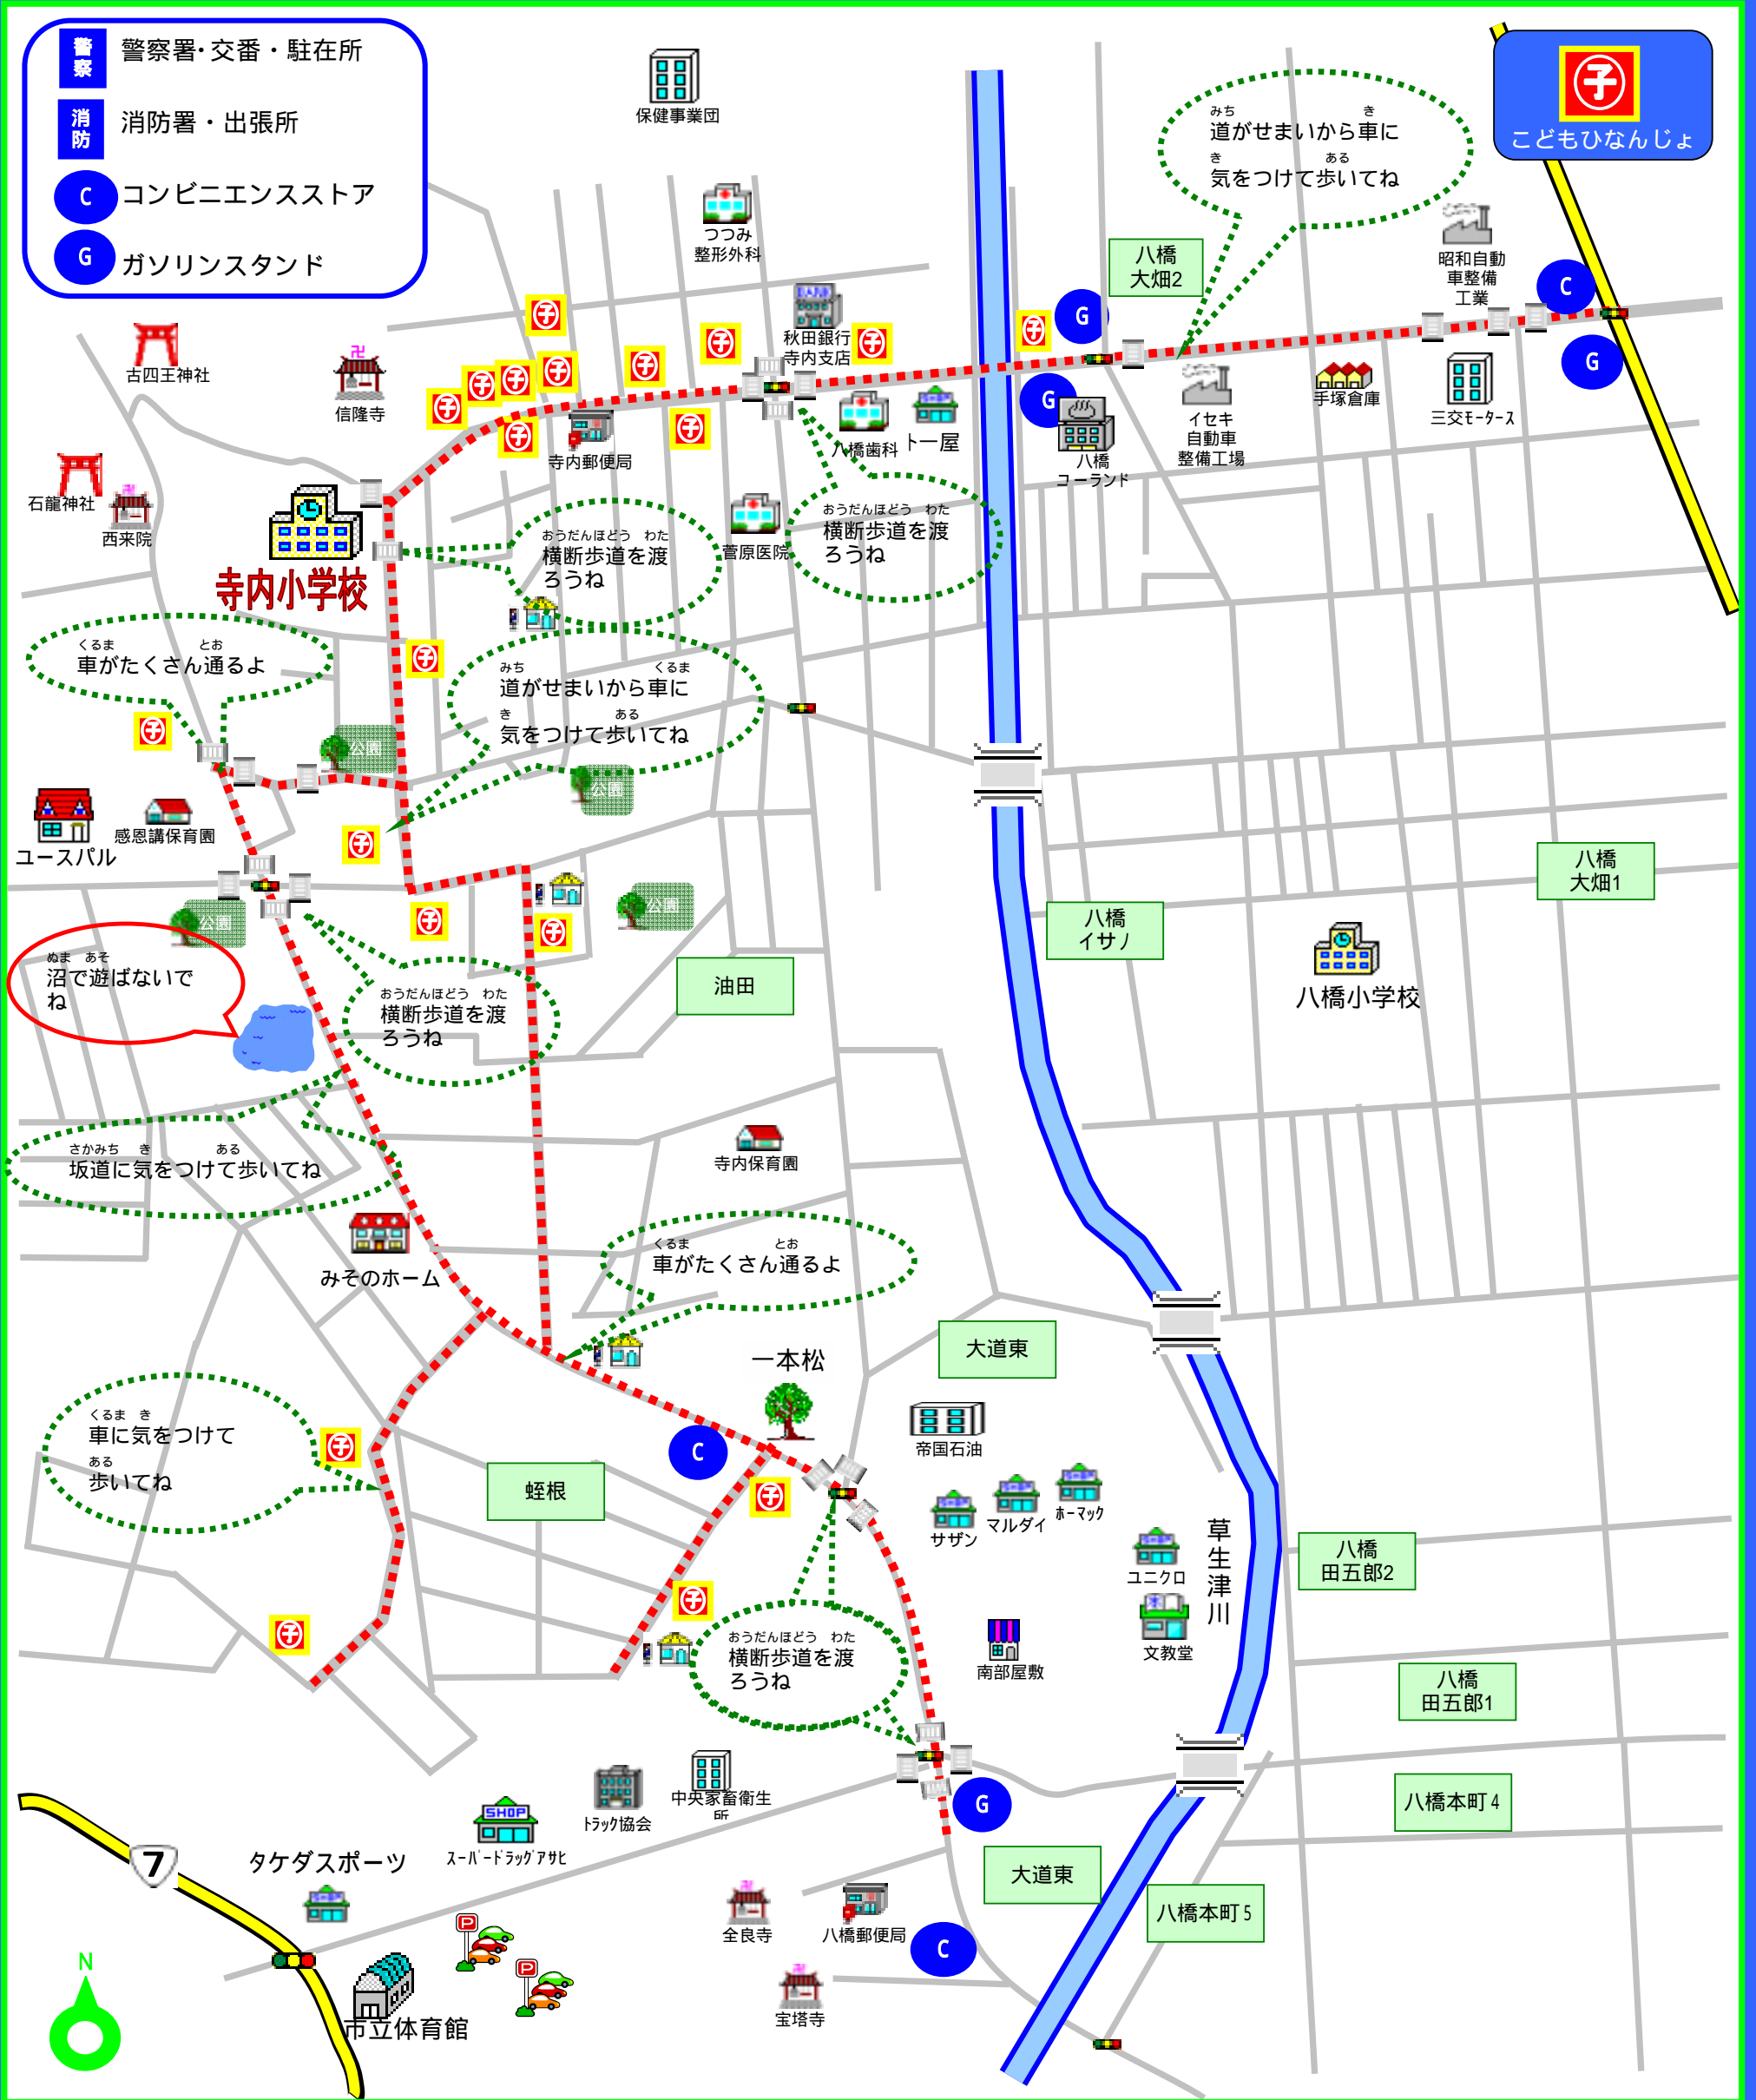 警察
警察署･交番・駐在所
消防
消防署・出張所
C
コンビニエンスストア
G
ガソリンスタンド
保健事業団
みち き
道がせまいから車に
き ある
気をつけて歩いてね
子
こどもひなんじょ
つつみ
整形外科
八橋
大畑2
昭和自動
車整備
工業
C
G
G
G
BANK
秋田銀行
寺内支店
古四王神社
信隆寺
寺内郵便局
八橋歯科
ト一屋
八橋
コーランド
イセキ
自動車
整備工場
手塚倉庫
三交ﾓｰﾀｰｽ
石龍神社
西来院
寺内小学校
菅原医院
おうだんほどう わた
横断歩道を渡
ろうね
おうだんほどう わた
横断歩道を渡
ろうね
くるま とお
車がたくさん通るよ
みち くるま
道がせまいから車に
き ある
気をつけて歩いてね
公園
公園
ユースパル
感恩講保育園
公園
公園
八橋
大畑1
八橋
イサノ
八橋小学校
ぬま あそ
沼で遊ばないで
ね
おうだんほどう わた
横断歩道を渡
ろうね
油田
さかみち き ある
坂道に気をつけて歩いてね
寺内保育園
みそのホーム
くるま とお
車がたくさん通るよ
大道東
一本松
帝国石油
くるま き
車に気をつけて
ある
歩いてね
C
蛭根
サザン
マルダイ
ﾎｰﾏｯｸ
ユニクロ
文教堂
草生津川
八橋
田五郎2
おうだんほどう わた
横断歩道を渡
ろうね
南部屋敷
八橋
田五郎1
八橋本町4
中央家畜衛生
所
ﾄﾗｯｸ協会
SHOP
ｽｰﾊﾟｰﾄﾞﾗｯｸﾞｱｻﾋ
G
7
タケダスポーツ
大道東
八橋本町5
全良寺
八橋郵便局
C
P
P
N
市立体育館
宝塔寺